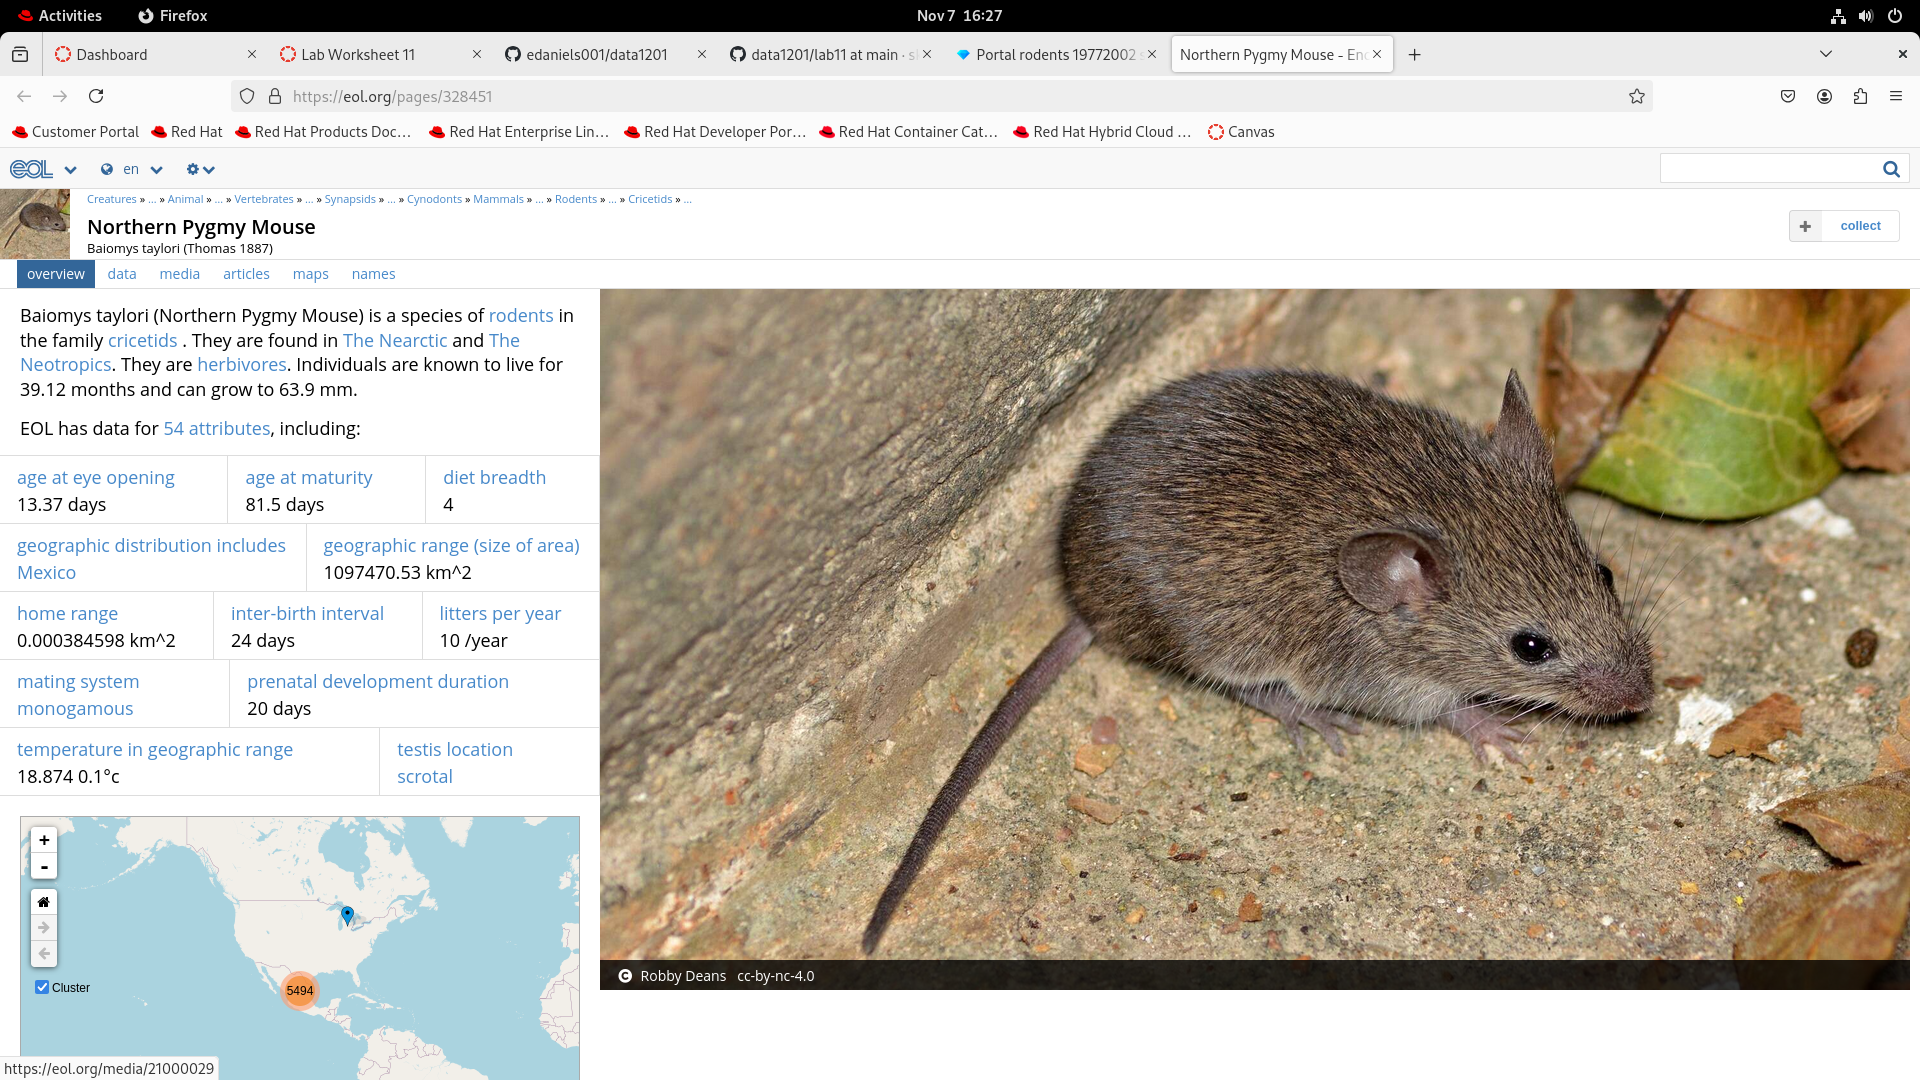 Activities
Firefox
Nov 7 16:27
Dashboard
Lab Worksheet 11
edaniels001/data1201
data1201/lab11 at main · sl
Portal rodents 19772002 s
Northern Pygmy Mouse - Enc
https://eol.org/pages/328451
Customer Portal
Red Hat
Red Hat Products Doc…
Red Hat Enterprise Lin…
Red Hat Developer Por…
Red Hat Container Cat…
Red Hat Hybrid Cloud …
Canvas
eol
en
Creatures » ... » Animal » ... » Vertebrates » ... » Synapsids » ... » Cynodonts » Mammals » ... » Rodents » ... » Cricetids » ...
Northern Pygmy Mouse
Baiomys taylori (Thomas 1887)
collect
overview
data
media
articles
maps
names
Baiomys taylori (Northern Pygmy Mouse) is a species of rodents in
the family cricetids . They are found in The Nearctic and The
Neotropics. They are herbivores. Individuals are known to live for
39.12 months and can grow to 63.9 mm.
EOL has data for 54 attributes, including:
age at eye opening
13.37 days
age at maturity
81.5 days
diet breadth
4
geographic distribution includes
Mexico
geographic range (size of area)
1097470.53 km^2
home range
0.000384598 km^2
inter-birth interval
24 days
litters per year
10 /year
mating system
monogamous
prenatal development duration
20 days
temperature in geographic range
18.874 0.1°c
testis location
scrotal
+
-
Cluster
5494
Robby Deans cc-by-nc-4.0
https://eol.org/media/21000029